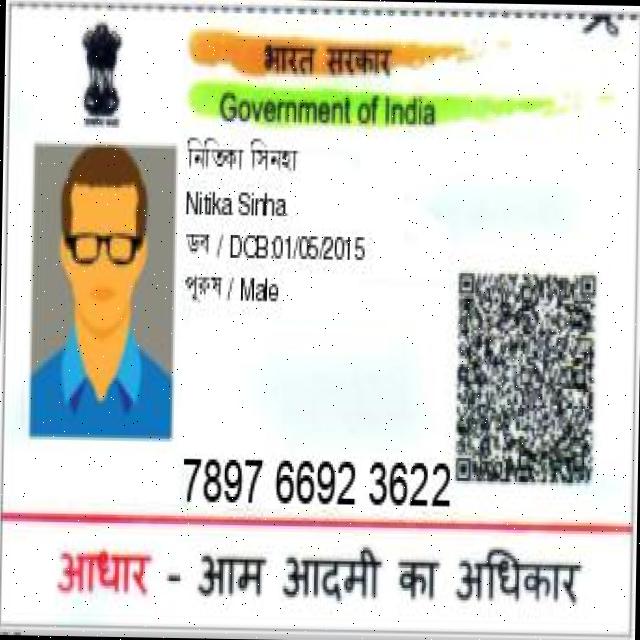 भारत सरकार
Government of India
নিতিকা সিনহা
Nitika Sinha
ডব / DOB:01/05/2015
পুরুষ / Male
7897 6692 3622
आधार - आम आदमी का अधिकार